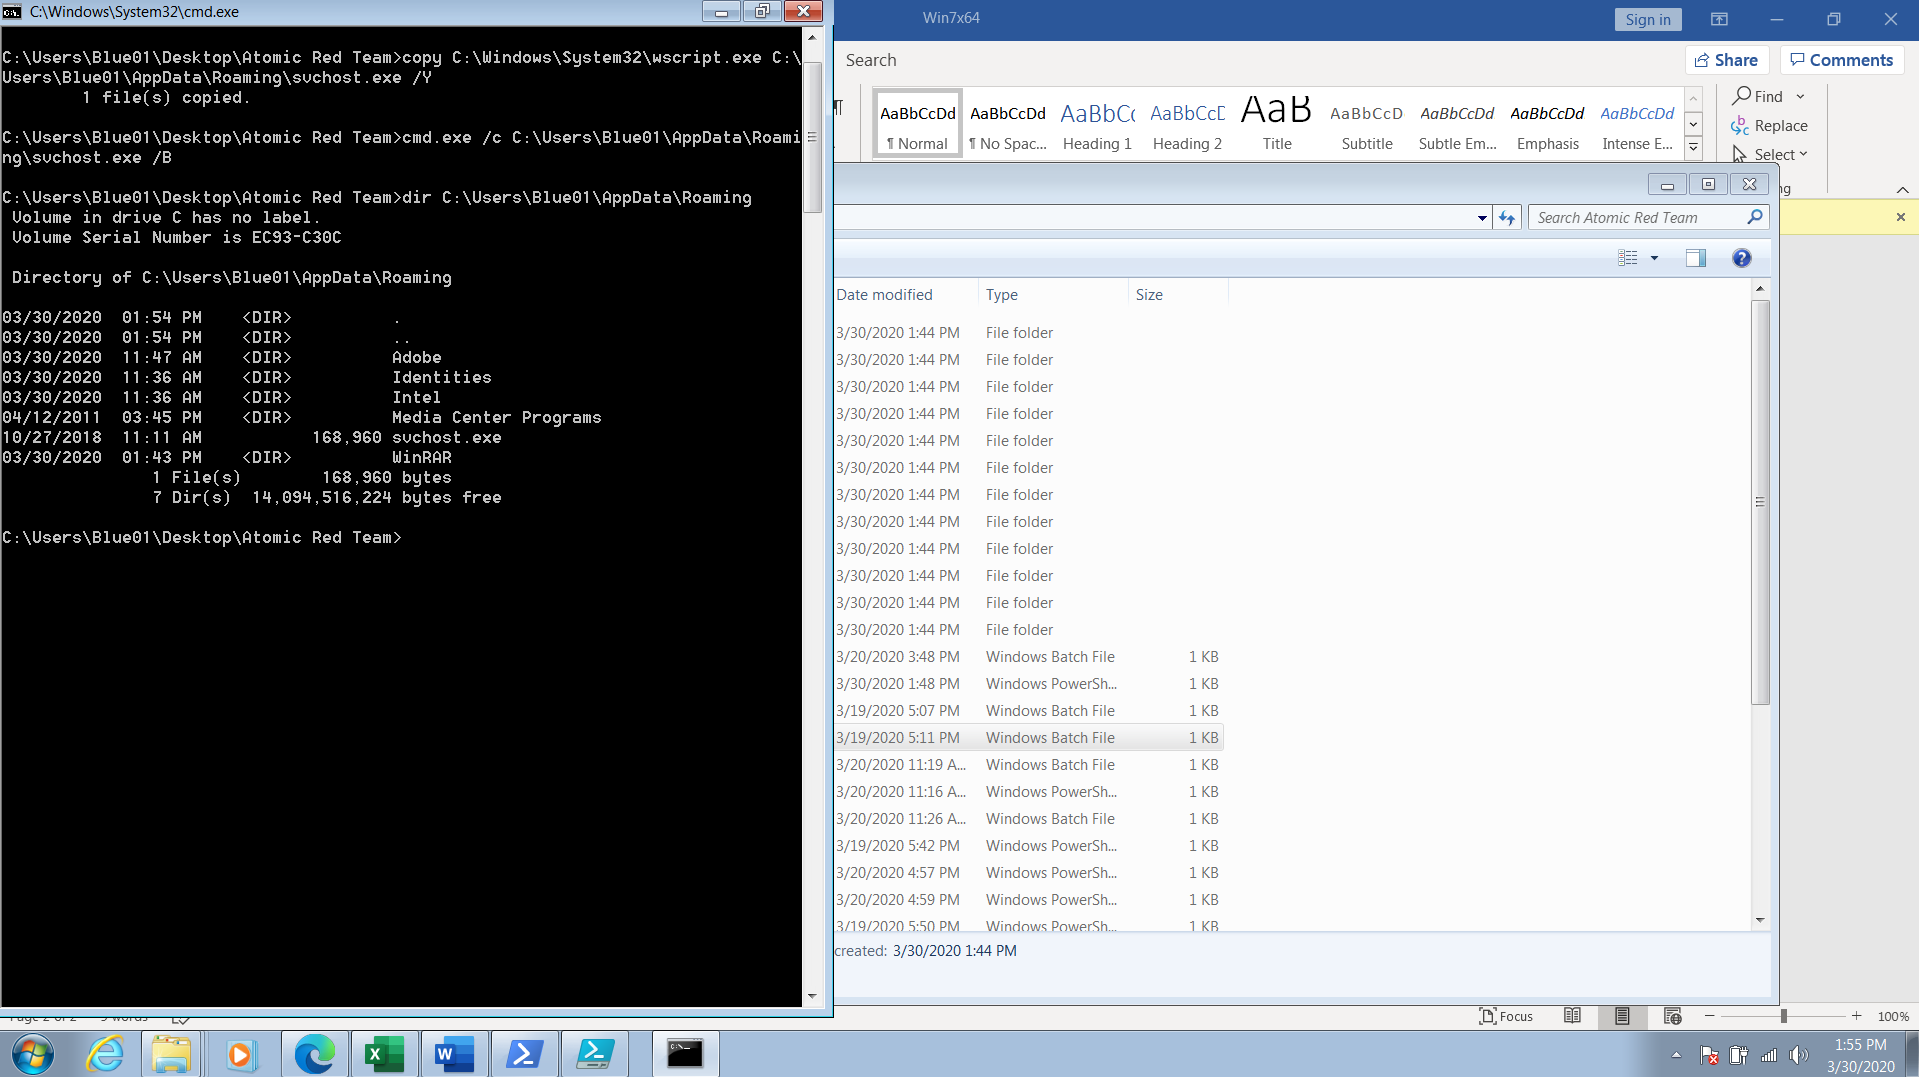 C:\Windows\System32\cmd.exe
C:\Users\Blue01\Desktop\Atomic Red Team>copy C:\Windows\System32\wscript.exe C:\
Users\Blue01\AppData\Roaming\svchost.exe /Y
1 file(s) copied.
C:\Users\Blue01\Desktop\Atomic Red Team>cmd.exe /c C:\Users\Blue01\AppData\Roami
ng\svchost.exe /B
C:\Users\Blue01\Desktop\Atomic Red Team>dir C:\Users\Blue01\AppData\Roaming
Volume in drive C has no label.
Volume Serial Number is EC93-C30C
Directory of C:\Users\Blue01\AppData\Roaming
03/30/2020 01:54 PM <DIR> .
03/30/2020 01:54 PM <DIR> ..
03/30/2020 11:47 AM <DIR> Adobe
03/30/2020 11:36 AM <DIR> Identities
03/30/2020 11:36 AM <DIR> Intel
04/12/2011 03:45 PM <DIR> Media Center Programs
10/27/2018 11:11 AM 168,960 svchost.exe
03/30/2020 01:43 PM <DIR> WinRAR
1 File(s) 168,960 bytes
7 Dir(s) 14,094,516,224 bytes free
C:\Users\Blue01\Desktop\Atomic Red Team>
Win7x64
Sign in
Search
Share
Comments
AaBbCcDd AaBbCcDd AaBbC AaBbCcD AaB AaBbCcD AaBbCcDd AaBbCcDd AaBbCcDd
¶ Normal ¶ No Spac... Heading 1 Heading 2 Title Subtitle Subtle Em... Emphasis Intense E...
Find
Replace
Select
ng
Search Atomic Red Team
Date modified Type Size
3/30/2020 1:44 PM File folder
3/30/2020 1:44 PM File folder
3/30/2020 1:44 PM File folder
3/30/2020 1:44 PM File folder
3/30/2020 1:44 PM File folder
3/30/2020 1:44 PM File folder
3/30/2020 1:44 PM File folder
3/30/2020 1:44 PM File folder
3/30/2020 1:44 PM File folder
3/30/2020 1:44 PM File folder
3/30/2020 1:44 PM File folder
3/30/2020 1:44 PM File folder
3/20/2020 3:48 PM Windows Batch File 1 KB
3/30/2020 1:48 PM Windows PowerSh... 1 KB
3/19/2020 5:07 PM Windows Batch File 1 KB
3/19/2020 5:11 PM Windows Batch File 1 KB
3/20/2020 11:19 A... Windows Batch File 1 KB
3/20/2020 11:16 A... Windows PowerSh... 1 KB
3/20/2020 11:26 A... Windows Batch File 1 KB
3/19/2020 5:42 PM Windows PowerSh... 1 KB
3/20/2020 4:57 PM Windows PowerSh... 1 KB
3/20/2020 4:59 PM Windows PowerSh... 1 KB
3/19/2020 5:50 PM Windows PowerSh... 1 KB
created: 3/30/2020 1:44 PM
Focus
100%
1:55 PM
3/30/2020